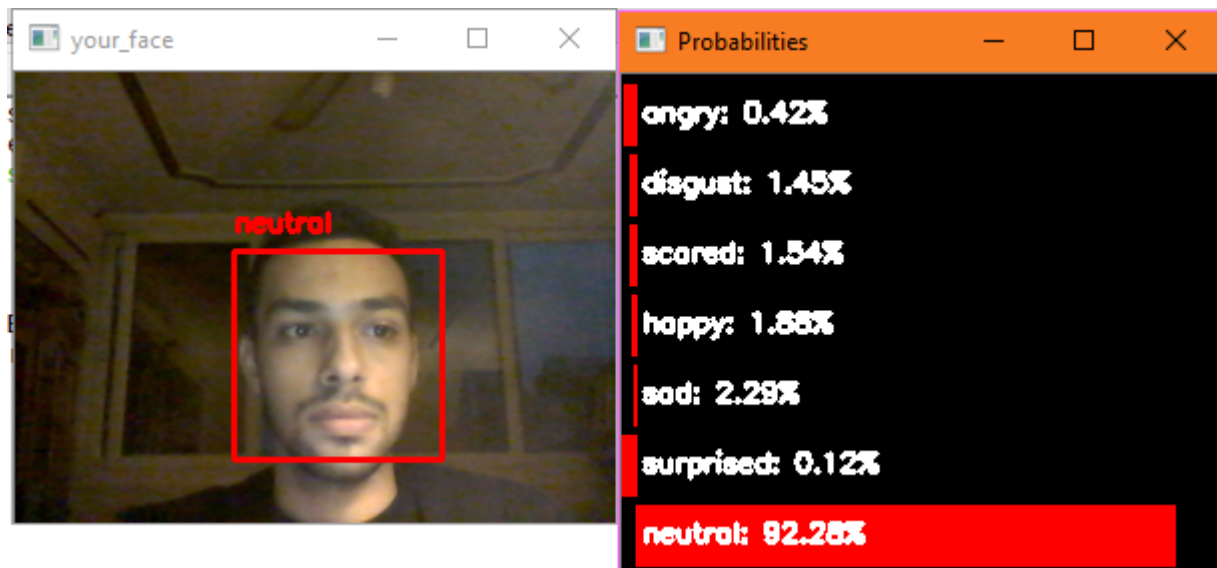 your_face
neutral
Probabilities
angry: 0.42%
disgust: 1.45%
scared: 1.54%
happy: 1.88%
sad: 2.29%
surprised: 0.12%
neutral: 92.28%